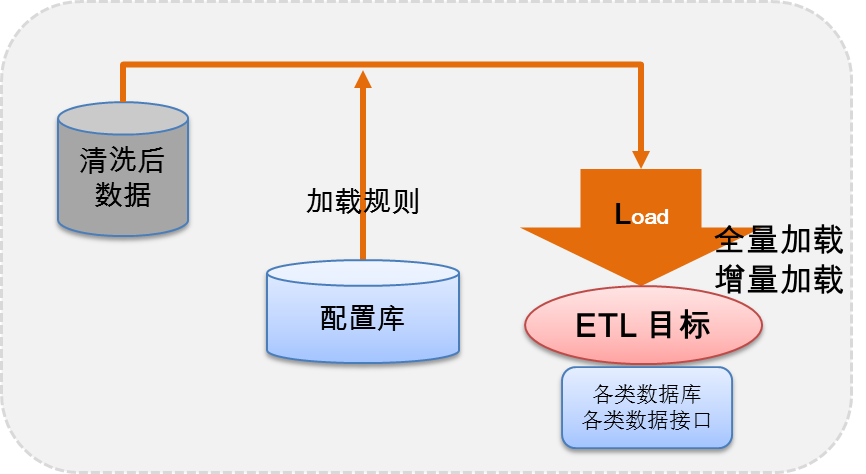 清洗后
数据
加载规则
配置库
Load
全量加载
增量加载
ETL 目标
各类数据库
各类数据接口